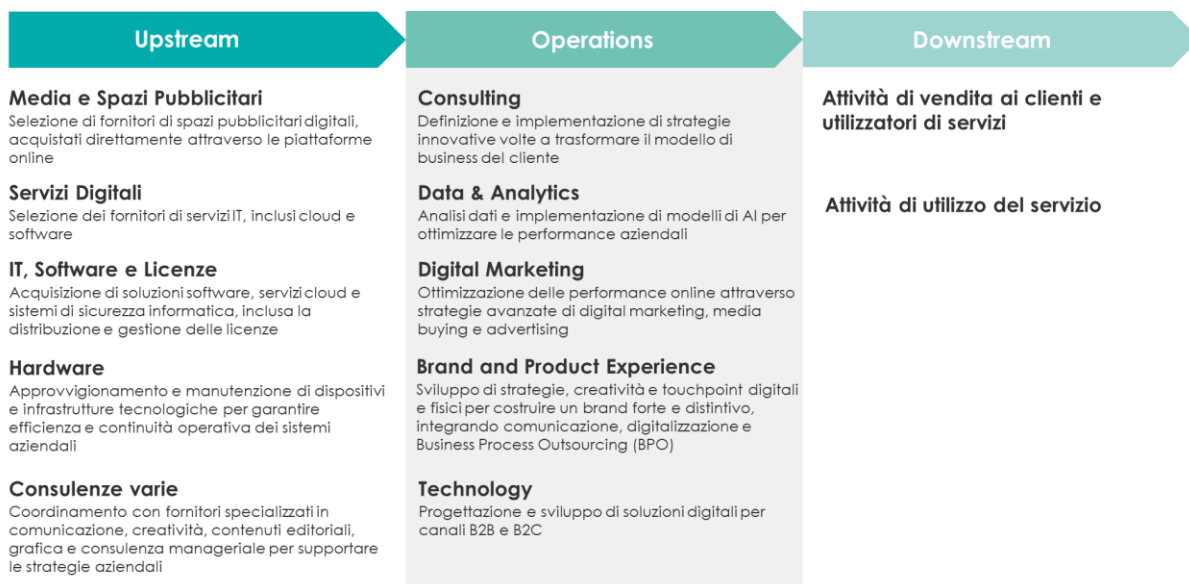 Upstream
Media e Spazi Pubblicitari
Selezione di fornitori di spazi pubblicitari digitali,
acquistati direttamente attraverso le piattaforme
online
Servizi Digitali
Selezione dei fornitori di servizi IT, inclusi cloud e
software
IT, Software e Licenze
Acquisizione di soluzioni software, servizi cloud e
sistemi di sicurezza informatica, inclusa la
distribuzione e gestione delle licenze
Hardware
Approvvigionamento e manutenzione di dispositivi
e infrastrutture tecnologiche per garantire
efficienza e continuità operativa dei sistemi
aziendali
Consulenze varie
Coordinamento con fornitori specializzati in
comunicazione, creatività, contenuti editoriali,
grafica e consulenza manageriale per supportare
le strategie aziendali
Operations
Consulting
Definizione e implementazione di strategie
innovative volte a trasformare il modello di
business del cliente
Data & Analytics
Analisi dati e implementazione di modelli di AI per
ottimizzare le performance aziendali
Digital Marketing
Ottimizzazione delle performance online attraverso
strategie avanzate di digital marketing, media
buying e advertising
Brand and Product Experience
Sviluppo di strategie, creatività e touchpoint digitali
e fisici per costruire un brand forte e distintivo,
integrando comunicazione, digitalizzazione e
Business Process Outsourcing (BPO)
Technology
Progettazione e sviluppo di soluzioni digitali per
canali B2B e B2C
Downstream
Attività di vendita ai clienti e
utilizzatori di servizi
Attività di utilizzo del servizio